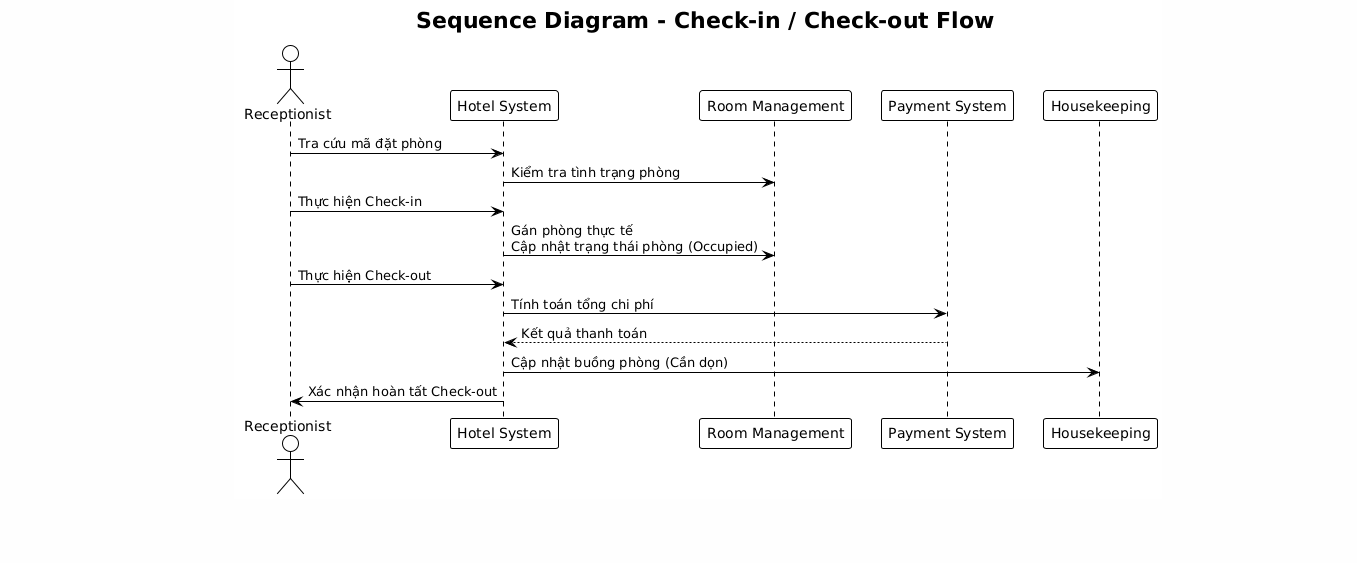 Sequence Diagram - Check-in / Check-out Flow
Receptionist
Hotel System
Room Management
Payment System
Housekeeping
Tra cứu mã đặt phòng
Kiểm tra tình trạng phòng
Thực hiện Check-in
Gán phòng thực tế
Cập nhật trạng thái phòng (Occupied)
Thực hiện Check-out
Tính toán tổng chi phí
Kết quả thanh toán
Cập nhật buồng phòng (Cần dọn)
Xác nhận hoàn tất Check-out
Receptionist
Hotel System
Room Management
Payment System
Housekeeping